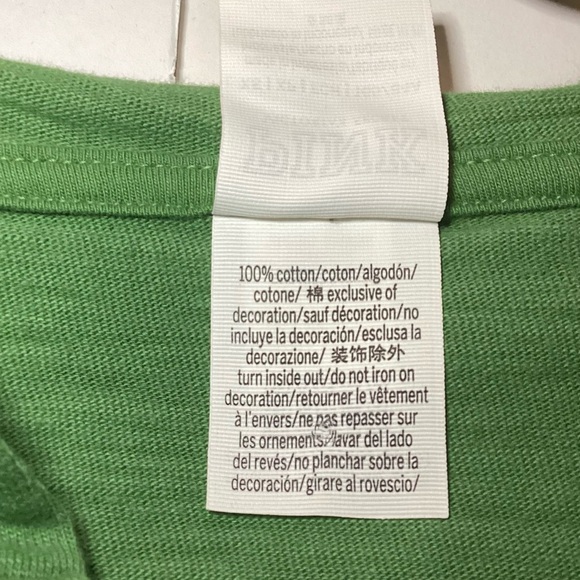 100% cotton/coton/algodón/
cotone/ 棉 exclusive of
decoration/sauf décoration/no
incluye la decoración/esclusa la
decorazione/ 装饰除外
turn inside out/do not iron on
decoration/retourner le vêtement
à l'envers/ne pas repasser sur
les ornements/lavar del lado
del revés/no planchar sobre la
decoración/girare al rovescio/